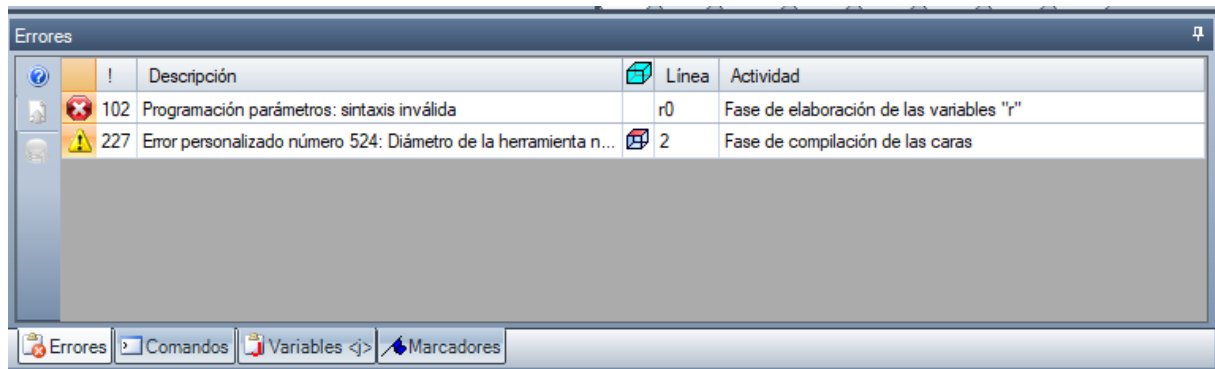 Errores
! Descripción Línea Actividad
102 Programación parámetros: sintaxis inválida r0 Fase de elaboración de las variables "r"
227 Error personalizado número 524: Diámetro de la herramienta n... 2 Fase de compilación de las caras
Errores Comandos Variables <j> Marcadores